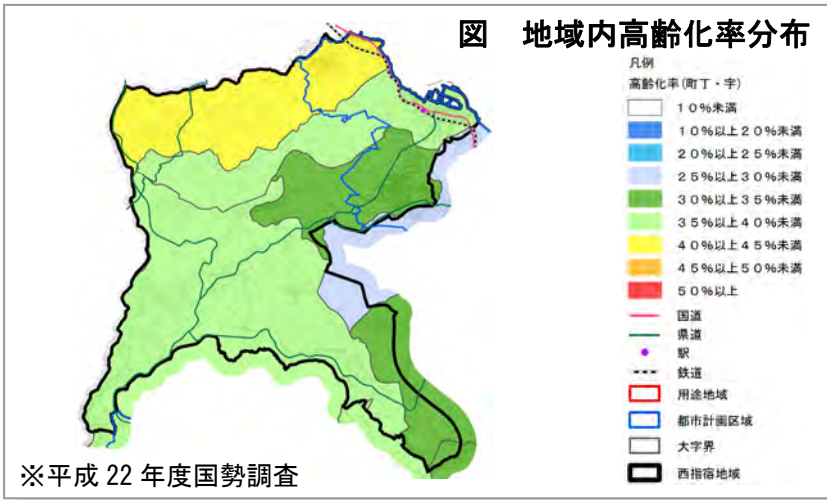 図　地域内高齢化率分布
凡例
高齢化率(町丁・字)
１０％未満
１０％以上２０％未満
２０％以上２５％未満
２５％以上３０％未満
３０％以上３５％未満
３５％以上４０％未満
４０％以上４５％未満
４５％以上５０％未満
５０％以上
国道
県道
駅
鉄道
用途地域
都市計画区域
大字界
西指宿地域
※平成 22 年度国勢調査